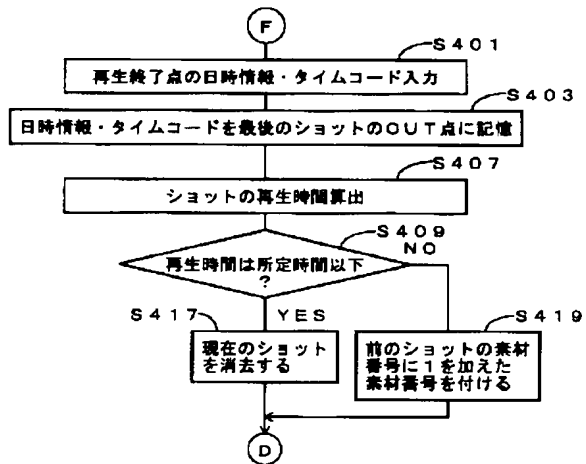 F
S401
再生終了点の日時情報・タイムコード入力
S403
日時情報・タイムコードを最後のショットのOUT点に記憶
S407
ショットの再生時間算出
S409
再生時間は所定時間以下
?
NO
S417
YES
S419
現在のショット
を消去する
前のショットの素材
番号に1を加えた
素材番号を付ける
D